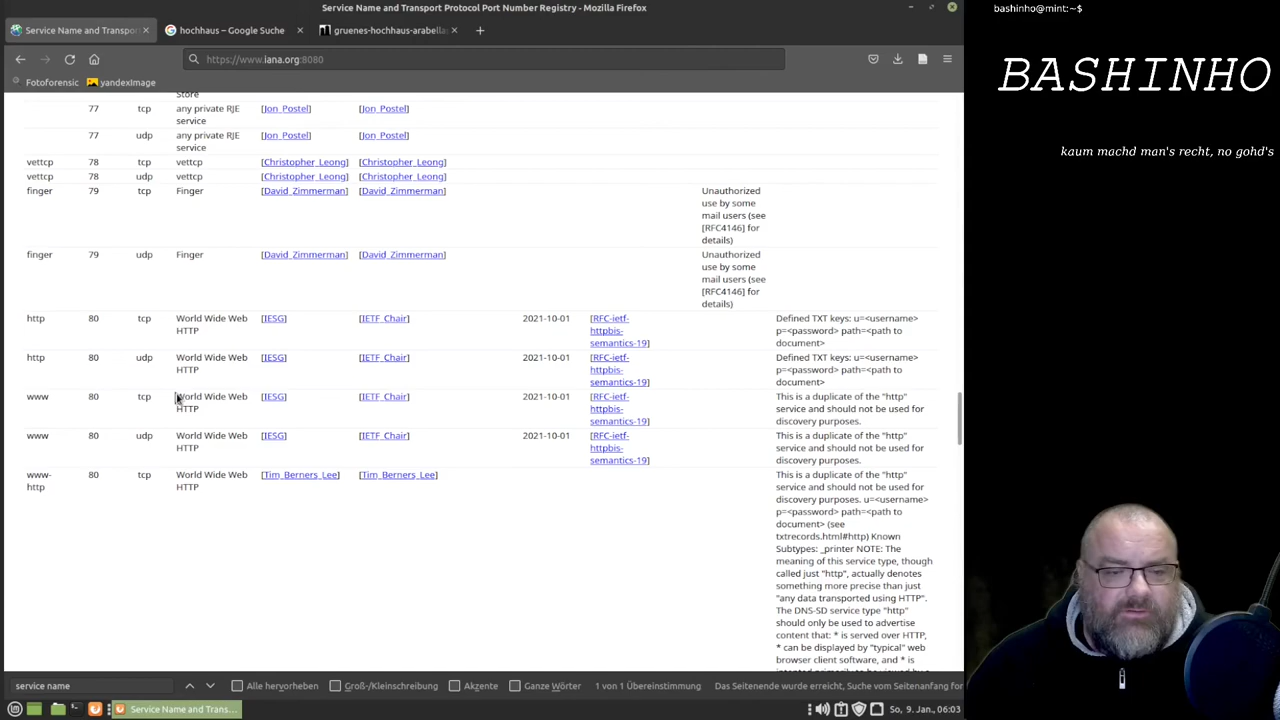 Service Name and Transport Protocol Port Number Registry - Mozilla Firefox
bashinho@mint:~$
Service Name and Transpor
hochhaus – Google Suche
gruenes-hochhaus-arabella
https://www.iana.org:8080
Fotoforensic
yandexImage
BASHINHO
kaum machd man's recht, no gohd's
Store
77 tcp any private RJE [Jon_Postel] [Jon_Postel]
service
77 udp any private RJE [Jon_Postel] [Jon_Postel]
service
vettcp 78 tcp vettcp [Christopher_Leong] [Christopher_Leong]
vettcp 78 udp vettcp [Christopher_Leong] [Christopher_Leong]
finger 79 tcp Finger [David_Zimmerman] [David_Zimmerman] Unauthorized
use by some
mail users (see
[RFC4146] for
details)
finger 79 udp Finger [David_Zimmerman] [David_Zimmerman] Unauthorized
use by some
mail users (see
[RFC4146] for
details)
http 80 tcp World Wide Web [IESG] [IETF_Chair] 2021-10-01 [RFC-ietf- Defined TXT keys: u=<username>
HTTP httpbis- p=<password> path=<path to
semantics-19] document>
http 80 udp World Wide Web [IESG] [IETF_Chair] 2021-10-01 [RFC-ietf- Defined TXT keys: u=<username>
HTTP httpbis- p=<password> path=<path to
semantics-19] document>
www 80 tcp World Wide Web [IESG] [IETF_Chair] 2021-10-01 [RFC-ietf- This is a duplicate of the "http"
HTTP httpbis- service and should not be used for
semantics-19] discovery purposes.
www 80 udp World Wide Web [IESG] [IETF_Chair] 2021-10-01 [RFC-ietf- This is a duplicate of the "http"
HTTP httpbis- service and should not be used for
semantics-19] discovery purposes.
www- 80 tcp World Wide Web [Tim_Berners_Lee] [Tim_Berners_Lee] This is a duplicate of the "http"
http HTTP service and should not be used for
discovery purposes. u=<username>
p=<password> path=<path to
document> (see
txtrecords.html#http) Known
Subtypes: _printer NOTE: The
meaning of this service type, though
called just "http", actually denotes
something more precise than just
"any data transported using HTTP".
The DNS-SD service type "http"
should only be used to advertise
content that: * is served over HTTP,
* can be displayed by "typical" web
browser client software, and * is
service name
Alle hervorheben
Groß-/Kleinschreibung
Akzente
Ganze Wörter
1 von 1 Übereinstimmung
Das Seitenende wurde erreicht, Suche vom Seitenanfang for
Service Name and Trans...
So, 9. Jan., 06:03